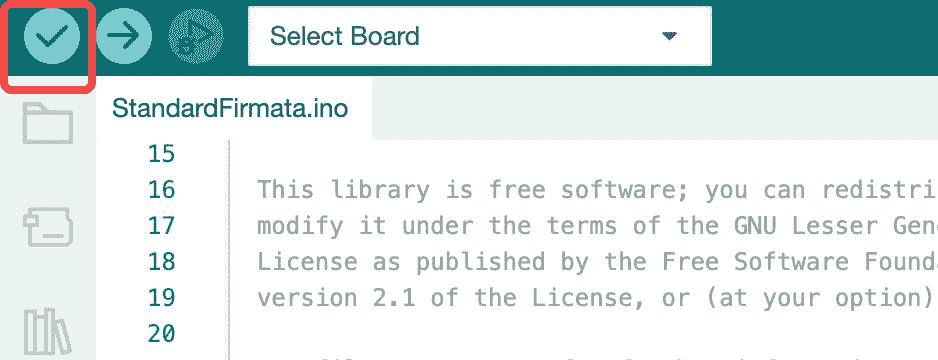 Select Board
StandardFirmata.ino
15
16 This library is free software; you can redistri
17 modify it under the terms of the GNU Lesser Gen
18 License as published by the Free Software Found
19 version 2.1 of the License, or (at your option)
20